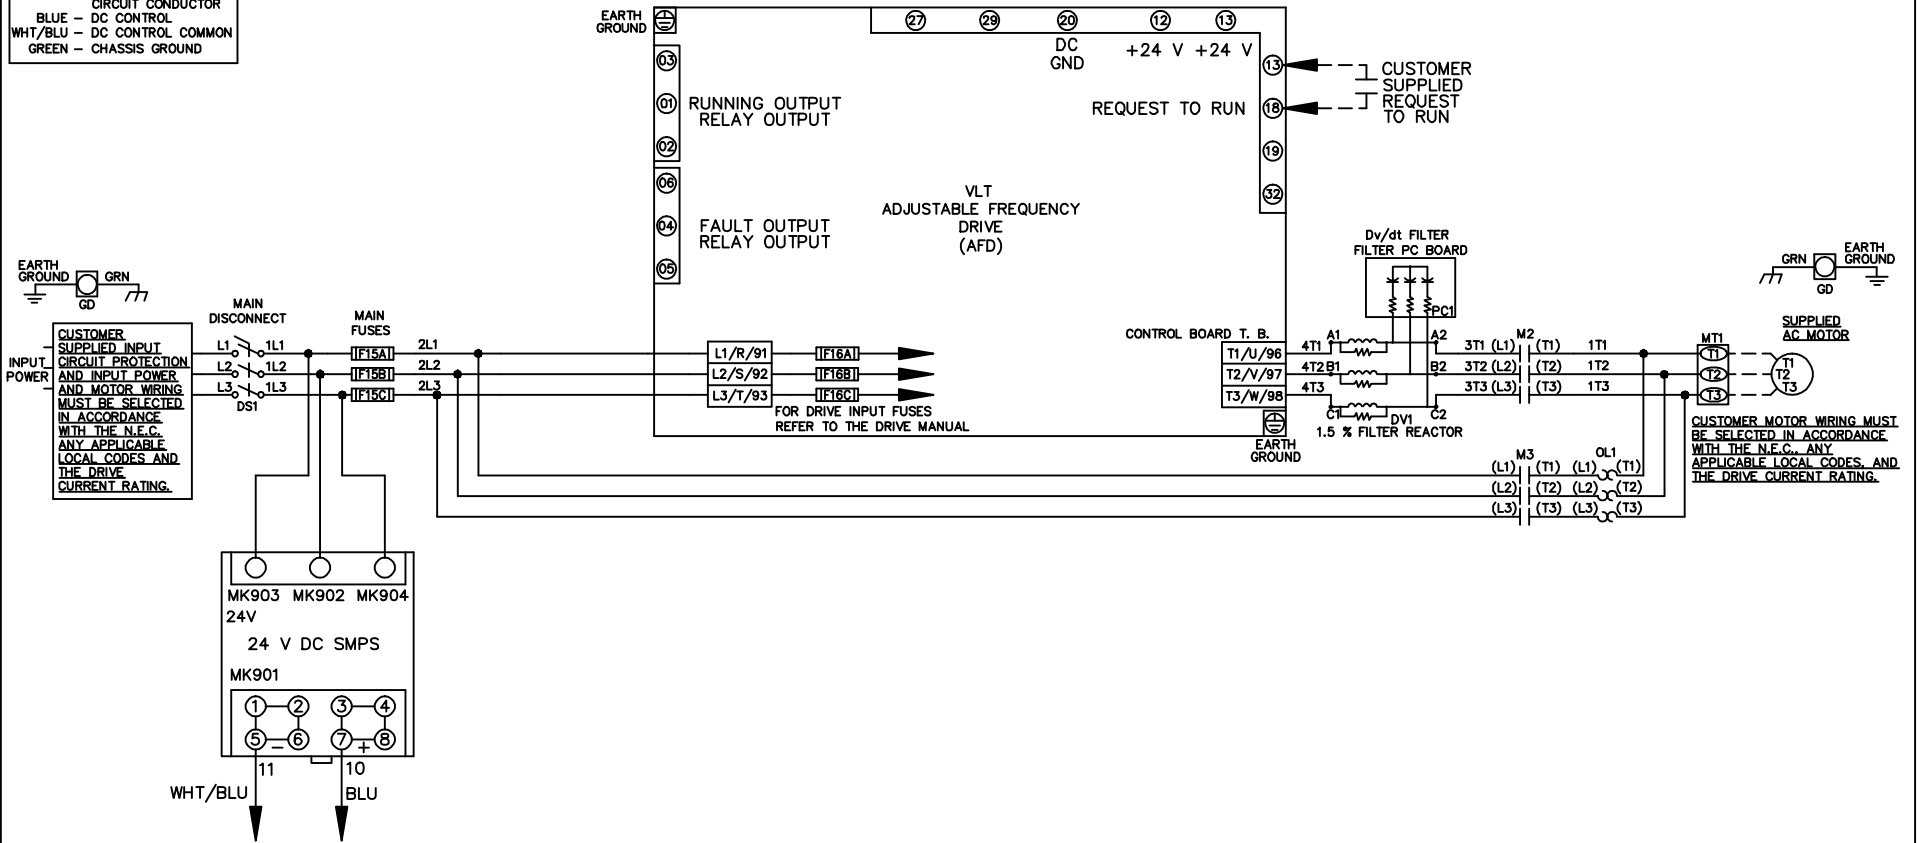 CIRCUIT CONDUCTOR
BLUE – DC CONTROL
WHT/BLU – DC CONTROL COMMON
GREEN – CHASSIS GROUND
EARTH
GROUND
27 29 20 12 13
DC
GND
+24 V +24 V
03
01
02
RUNNING OUTPUT
RELAY OUTPUT
06
04
05
FAULT OUTPUT
RELAY OUTPUT
13
18
19
32
REQUEST TO RUN
CUSTOMER
SUPPLIED
REQUEST
TO RUN
VLT
ADJUSTABLE FREQUENCY
DRIVE
(AFD)
Dv/dt FILTER
FILTER PC BOARD
PC1
EARTH
GROUND
GRN
GD
GRN
EARTH
GROUND
GD
INPUT
POWER
CUSTOMER
SUPPLIED INPUT
CIRCUIT PROTECTION
AND INPUT POWER
AND MOTOR WIRING
MUST BE SELECTED
IN ACCORDANCE
WITH THE N.E.C.
ANY APPLICABLE
LOCAL CODES AND
THE DRIVE
CURRENT RATING.
MAIN
DISCONNECT
L1 1L1
L2 1L2
L3 1L3
DS1
MAIN
FUSES
F15A 2L1
F15B 2L2
F15C 2L3
L1/R/91 F16A
L2/S/92 F16B
L3/T/93 F16C
FOR DRIVE INPUT FUSES
REFER TO THE DRIVE MANUAL
CONTROL BOARD T. B.
T1/U/96 4T1 A1 A2
T2/V/97 4T2 B1 B2
T3/W/98 4T3 C1 C2
DV1
1.5 % FILTER REACTOR
EARTH
GROUND
M2
3T1 (L1) (T1) 1T1
3T2 (L2) (T2) 1T2
3T3 (L3) (T3) 1T3
MT1
T1
T2
T3
SUPPLIED
AC MOTOR
T1
T2
T3
CUSTOMER MOTOR WIRING MUST
BE SELECTED IN ACCORDANCE
WITH THE N.E.C., ANY
APPLICABLE LOCAL CODES, AND
THE DRIVE CURRENT RATING.
M3 OL1
(L1) (T1) (L1) (T1)
(L2) (T2) (L2) (T2)
(L3) (T3) (L3) (T3)
MK903 MK902 MK904
24V
24 V DC SMPS
MK901
1 2 3 4
5 – 6 7 + 8
11 10
WHT/BLU BLU